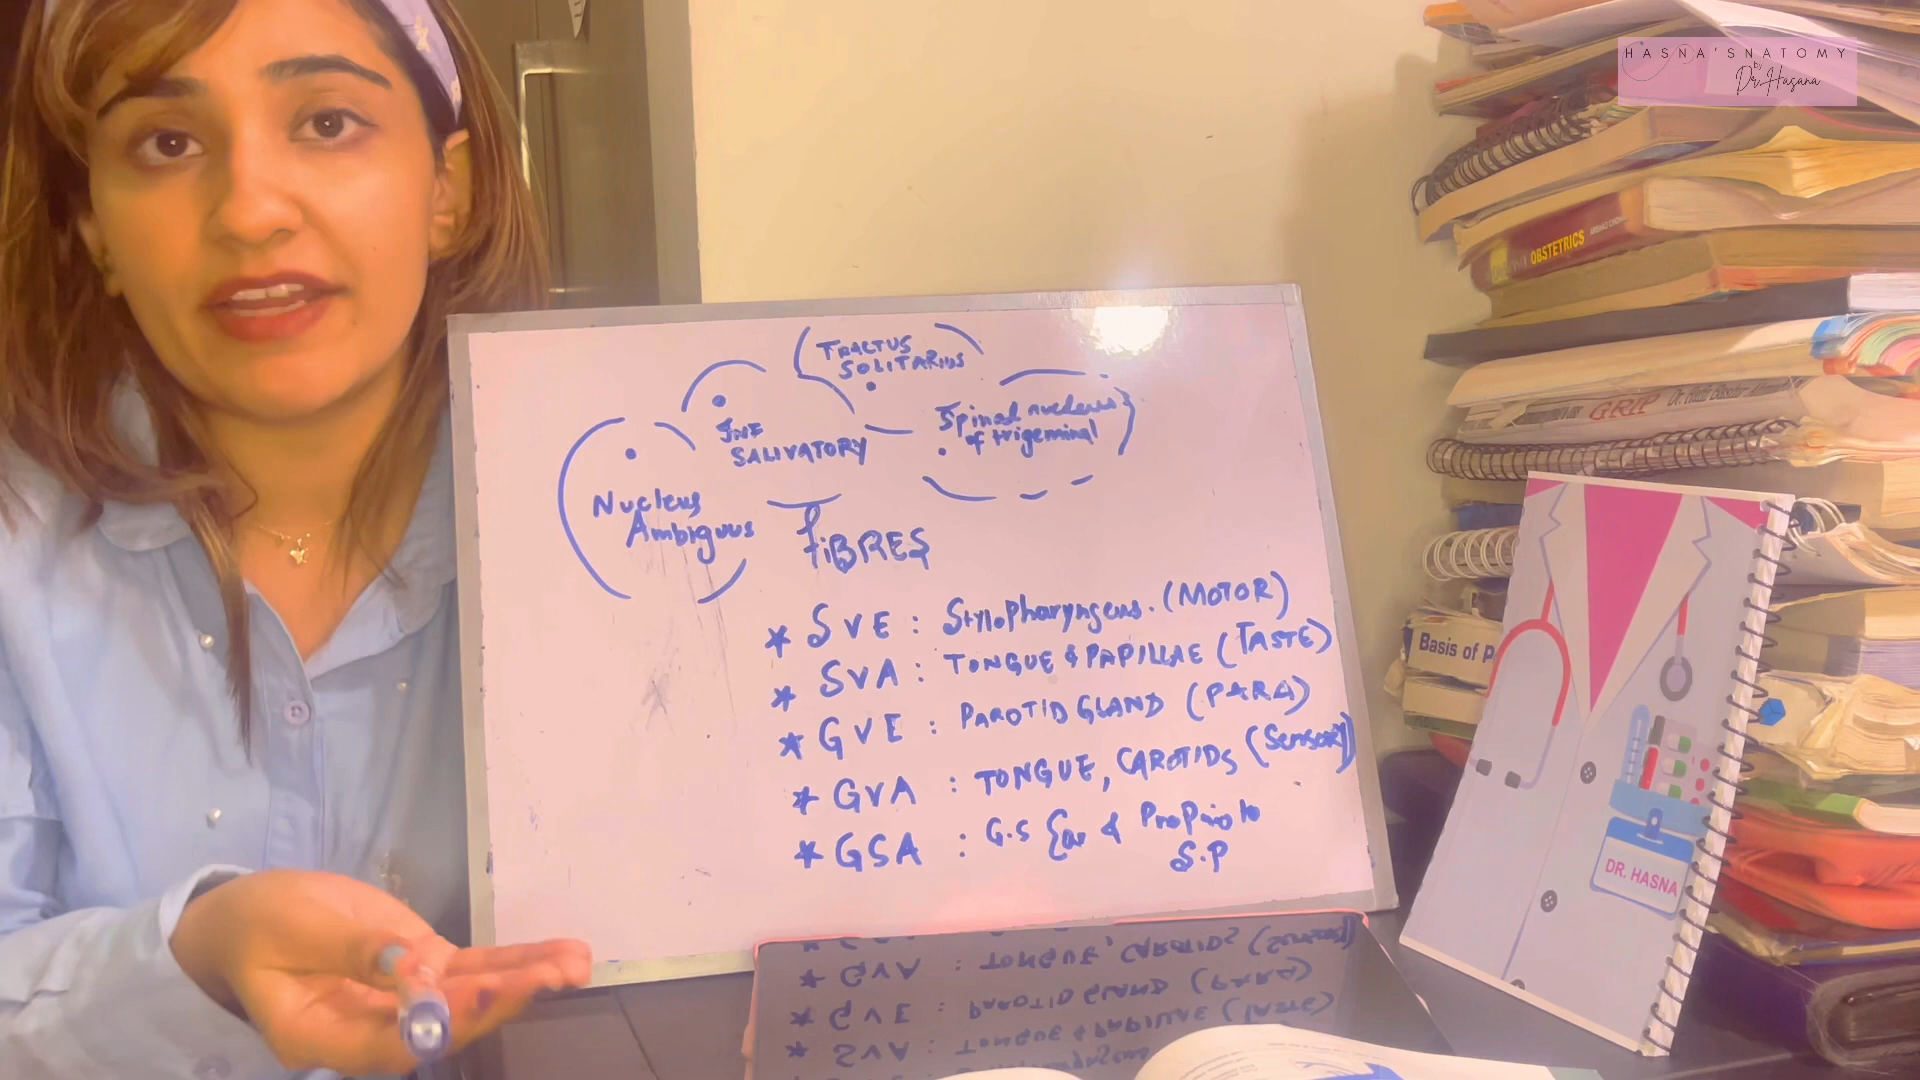 HASNA'SNATOMY
by
Dr.Hasana
TRACTUS
SOLITARIUS
INF
SALIVATORY
Spinal nucleus
of trigeminal
Nucleus
Ambiguus
FIBRES
* SVE : Stylopharyngeus. (MOTOR)
* SVA : TONGUE & PAPILLAE (TASTE)
* GVE : PAROTID GLAND (PARA)
* GVA : TONGUE, CAROTIDS (Sensory)
* GSA : G.S Ear & Proprio to
S.P
OBSTETRICS
GRIP
Basis of P
DR. HASNA